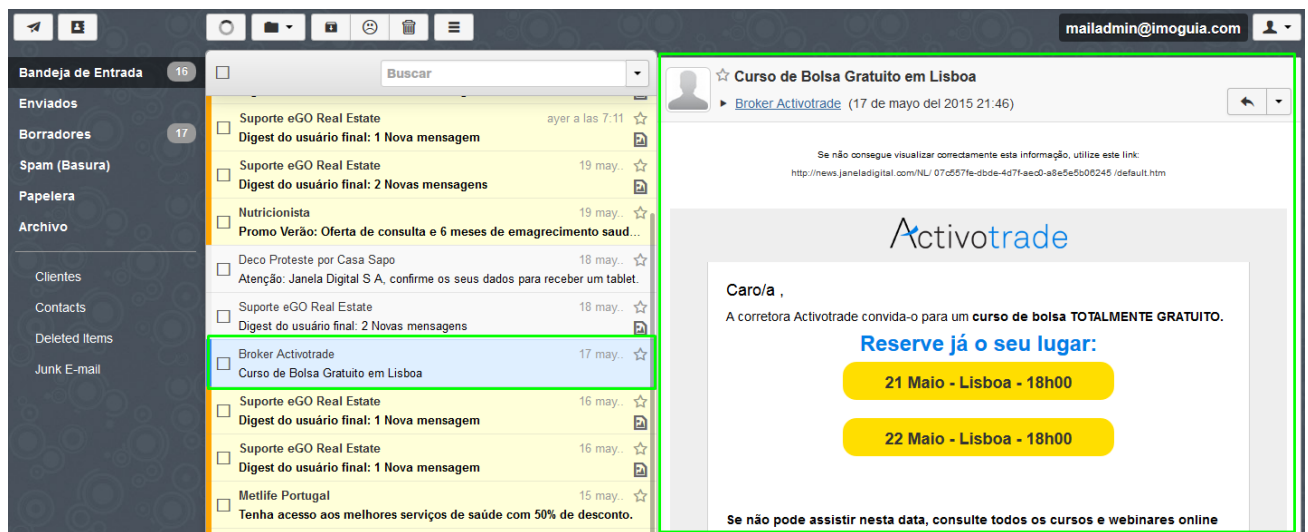 mailadmin@imoguia.com
Bandeja de Entrada 16
Enviados
Borradores 17
Spam (Basura)
Papelera
Archivo
Clientes
Contacts
Deleted Items
Junk E-mail
Buscar
Suporte eGO Real Estate ayer a las 7:11
Digest do usuário final: 1 Nova mensagem
Suporte eGO Real Estate 19 may..
Digest do usuário final: 2 Novas mensagens
Nutricionista 19 may..
Promo Verão: Oferta de consulta e 6 meses de emagrecimento saud...
Deco Proteste por Casa Sapo 18 may..
Atenção: Janela Digital S A, confirme os seus dados para receber um tablet.
Suporte eGO Real Estate 18 may..
Digest do usuário final: 2 Novas mensagens
Broker Activotrade 17 may..
Curso de Bolsa Gratuito em Lisboa
Suporte eGO Real Estate 16 may..
Digest do usuário final: 1 Nova mensagem
Suporte eGO Real Estate 16 may..
Digest do usuário final: 1 Nova mensagem
Metlife Portugal 15 may..
Tenha acesso aos melhores serviços de saúde com 50% de desconto.
Curso de Bolsa Gratuito em Lisboa
Broker Activotrade (17 de mayo del 2015 21:46)
Se não consegue visualizar correctamente esta informação, utilize este link:
http://news.janeladigital.com/NL/ 07c557fe-dbde-4d7f-aec0-a8e5e5b06245 /default.htm
Activotrade
Caro/a ,
A corretora Activotrade convida-o para um curso de bolsa TOTALMENTE GRATUITO.
Reserve já o seu lugar:
21 Maio - Lisboa - 18h00
22 Maio - Lisboa - 18h00
Se não pode assistir nesta data, consulte todos os cursos e webinares online